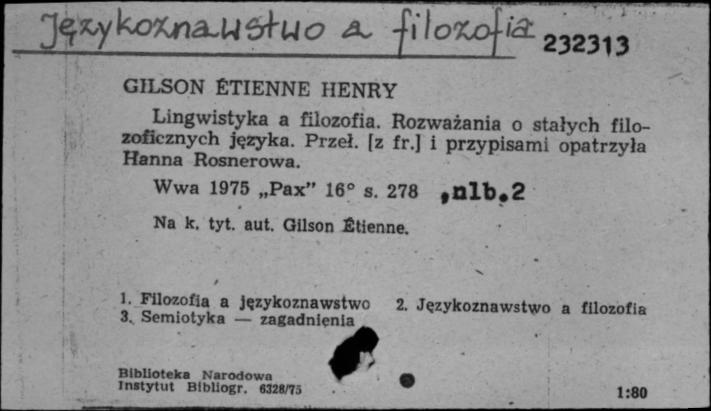 Językoznawstwo a filozofia
232313
GILSON ÉTIENNE HENRY
Lingwistyka a filozofia. Rozważania o stałych filo-
zoficznych języka. Przeł. [z fr.] i przypisami opatrzyła
Hanna Rosnerowa.
Wwa 1975 „Pax” 16° s. 278 ,nlb.2
Na k. tyt. aut. Gilson Étienne.
1. Filozofia a językoznawstwo 2. Językoznawstwo a filozofia
3. Semiotyka — zagadnienia
Biblioteka Narodowa
Instytut Bibliogr. 6328/75
1:80